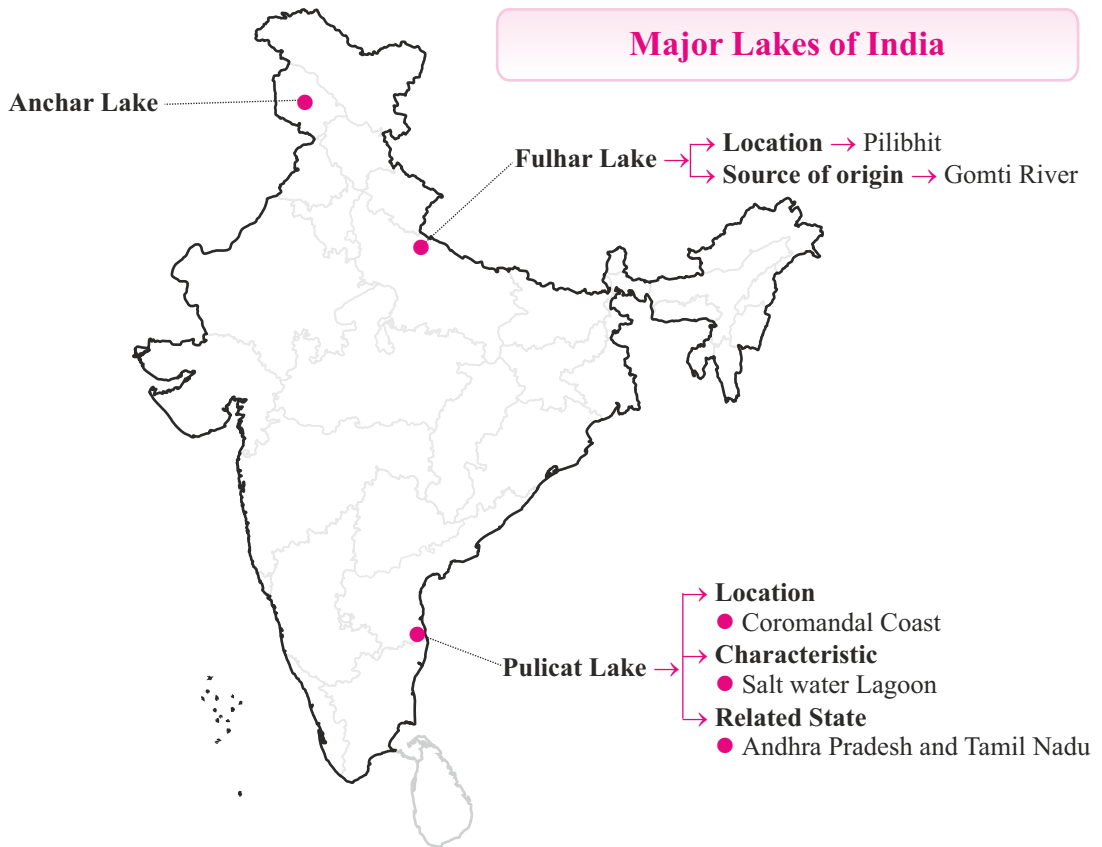 Major Lakes of India
Anchar Lake
Fulhar Lake → Location → Pilibhit
→ Source of origin → Gomti River
Pulicat Lake → Location
● Coromandal Coast
→ Characteristic
● Salt water Lagoon
→ Related State
● Andhra Pradesh and Tamil Nadu